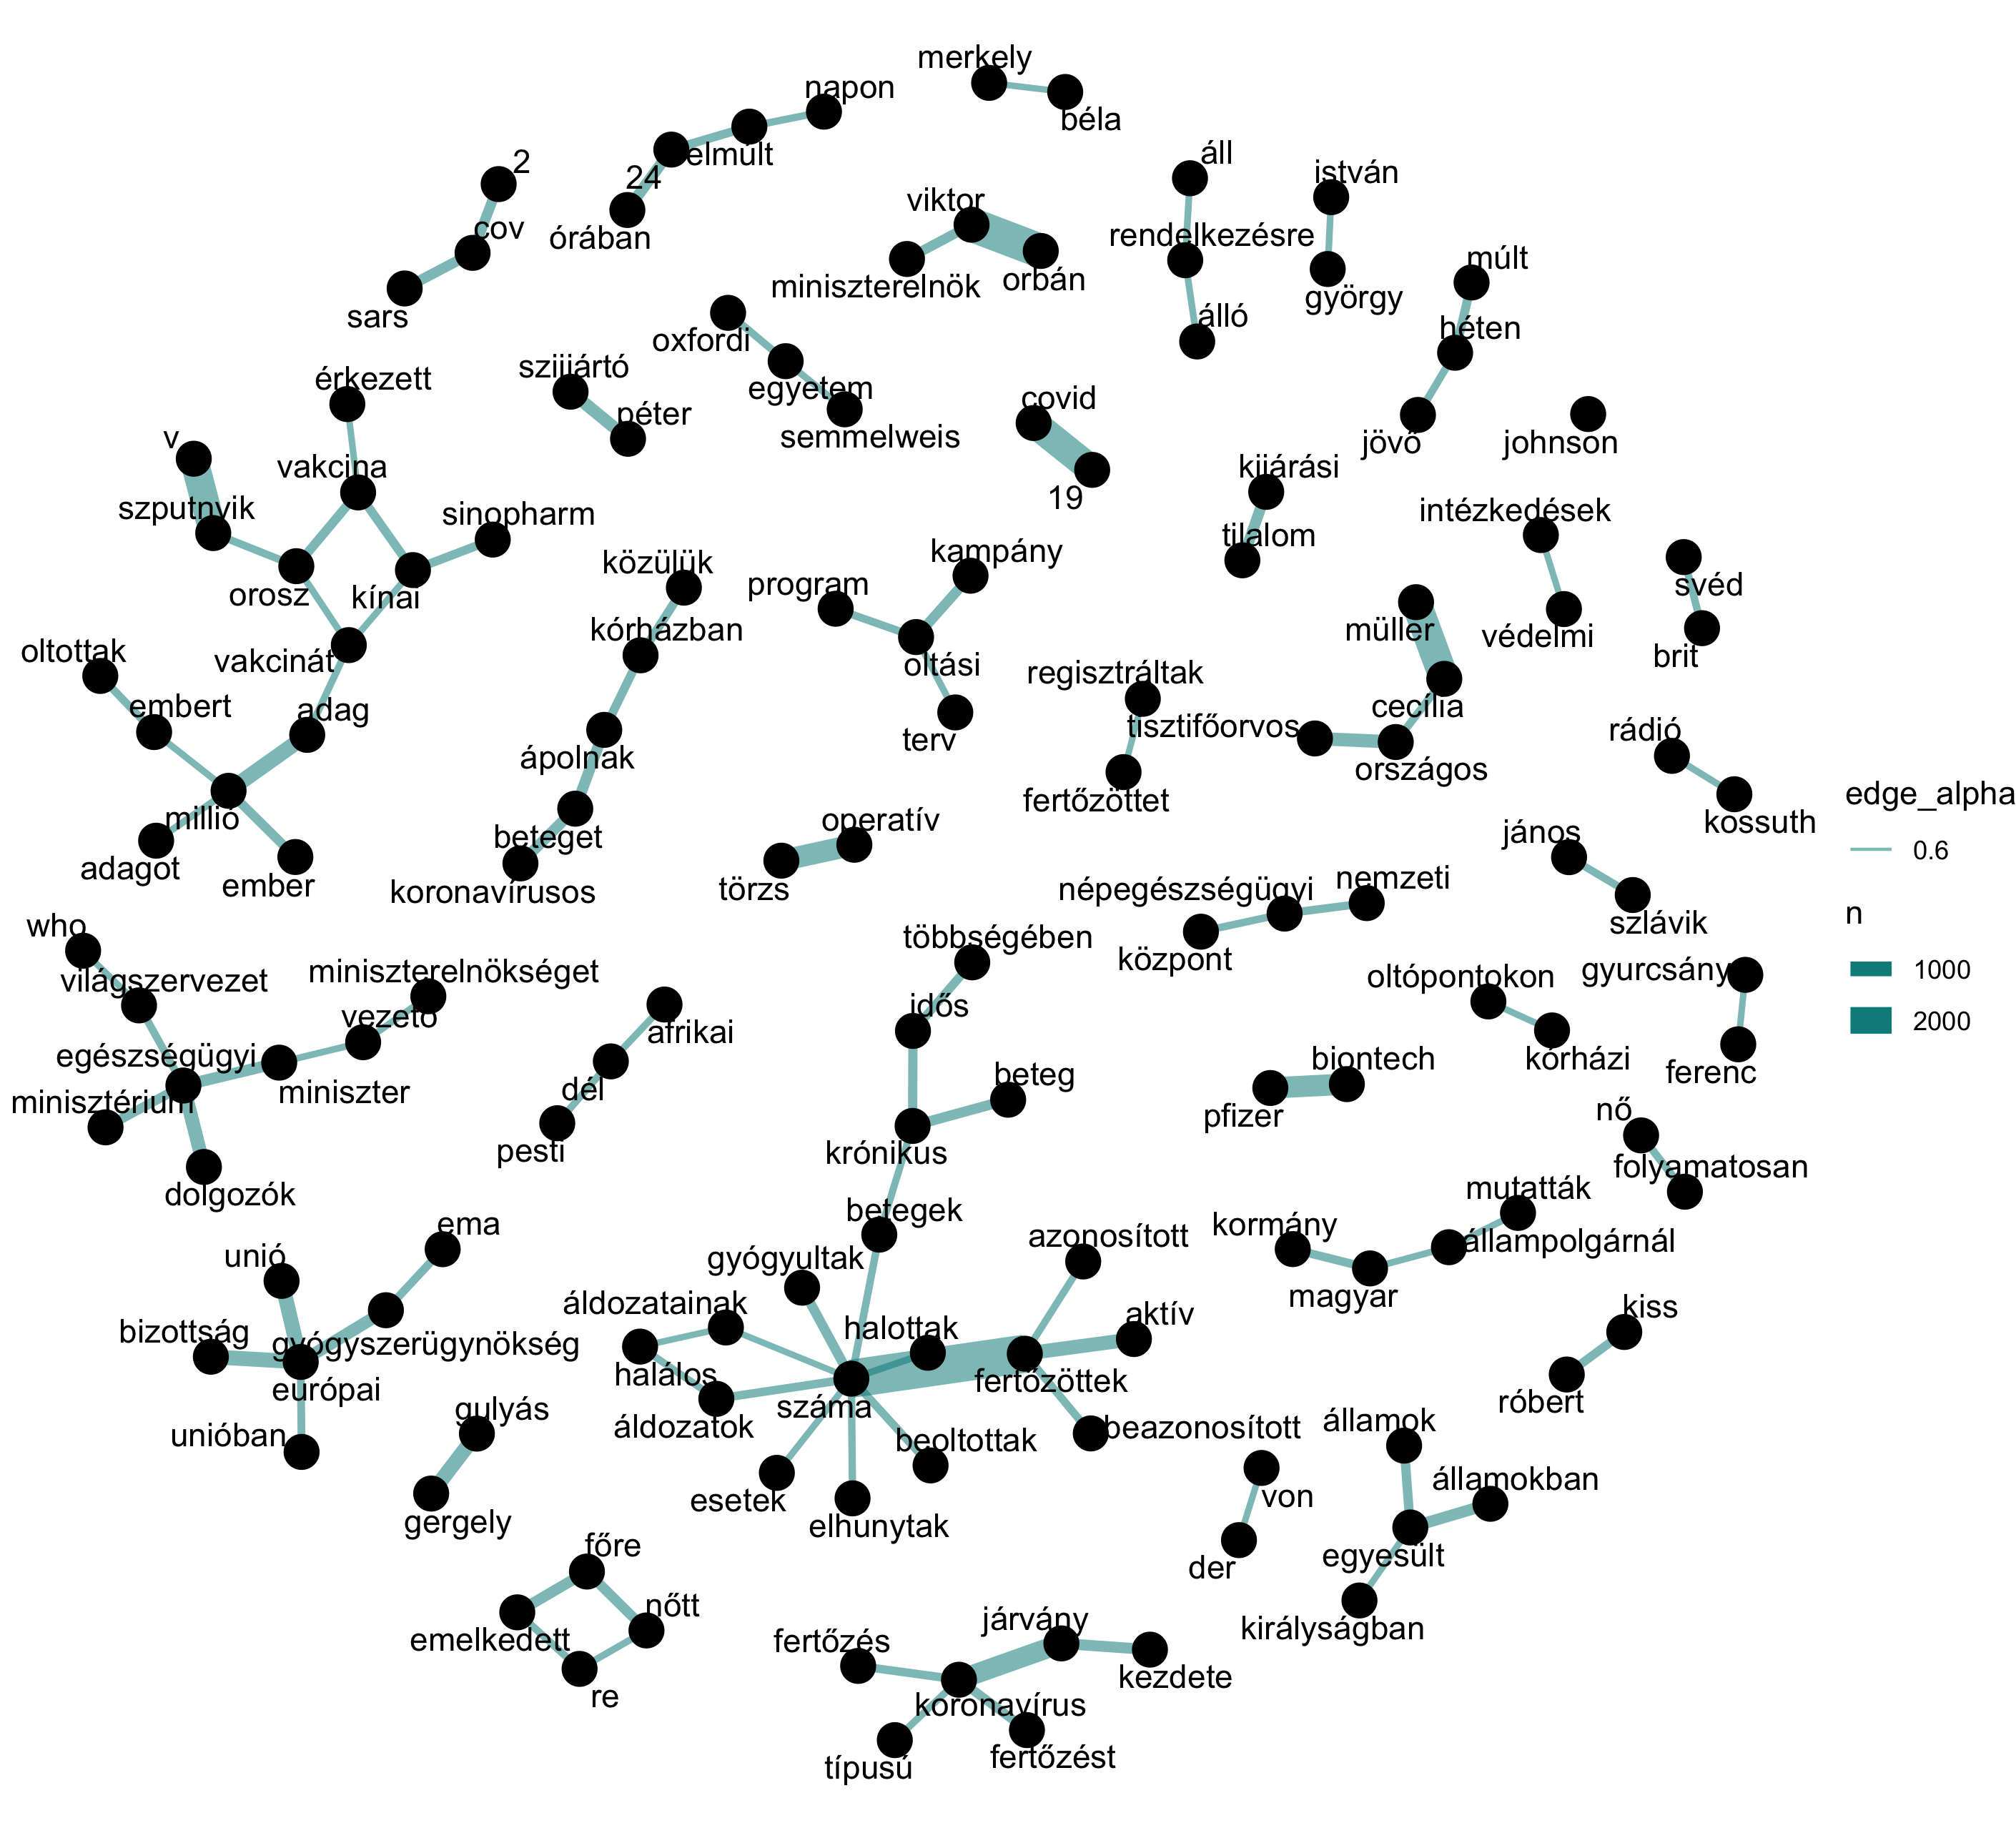 merkely
napon
béla
elmúlt
áll
2
24
istván
viktor
cov
órában
rendelkezésre
múlt
miniszterelnök
orbán
györgy
sars
álló
héten
oxfordi
szijjártó
érkezett
egyetem
covid
péter
v
semmelweis
jövő
johnson
vakcina
kijárási
19
szputnyik
sinopharm
intézkedések
tilalom
kampány
közülük
program
svéd
orosz
kínai
kórházban
müller
védelmi
oltottak
vakcinát
oltási
brit
regisztráltak
embert
adag
cecília
tisztifőorvos
rádió
terv
ápolnak
országos
fertőzöttet
millió
operatív
kossuth
beteget
jános
adagot
ember
koronavírusos
törzs
népegészségügyi
nemzeti
szlávik
who
többségében
központ
miniszterelnökséget
oltópontokon
gyurcsány
világszervezet
idős
vezető
afrikai
egészségügyi
biontech
kórházi
ferenc
beteg
miniszter
dél
minisztérium
pfizer
nő
pesti
krónikus
folyamatosan
dolgozók
mutatták
betegek
ema
kormány
azonosított
állampolgárnál
unió
gyógyultak
magyar
áldozatainak
kiss
aktív
bizottság
halottak
gyógyszerügynökség
halálos
fertőzöttek
európai
róbert
gulyás
száma
államok
áldozatok
beazonosított
unióban
beoltottak
államokban
esetek
von
gergely
elhunytak
főre
egyesült
der
nőtt
járvány
királyságban
emelkedett
fertőzés
kezdete
re
koronavírus
fertőzést
típusú
edge_alpha
0.6
n
1000
2000